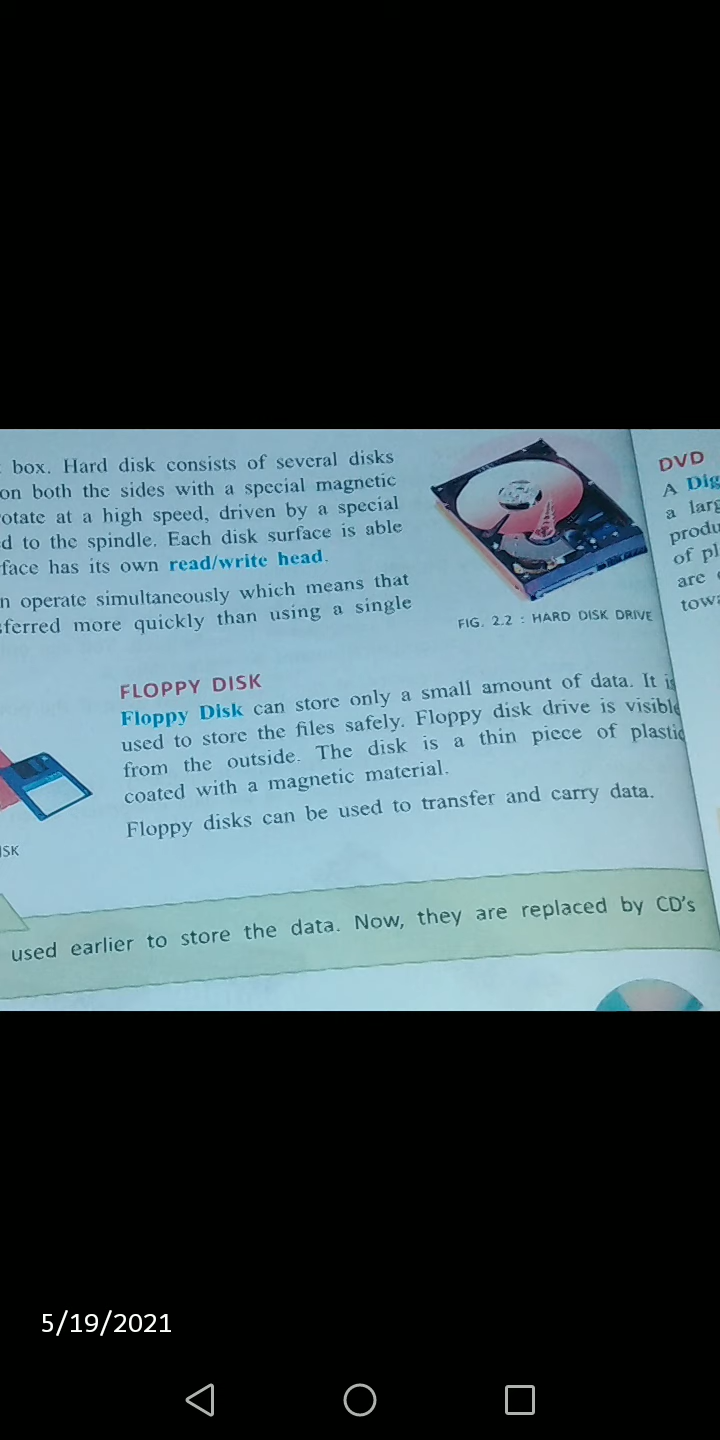 box. Hard disk consists of several disks
on both the sides with a special magnetic
otate at a high speed, driven by a special
d to the spindle. Each disk surface is able
face has its own read/write head.
n operate simultaneously which means that
sferred more quickly than using a single
FIG. 2.2 : HARD DISK DRIVE
FLOPPY DISK
Floppy Disk can store only a small amount of data. It is
used to store the files safely. Floppy disk drive is visible
from the outside. The disk is a thin piece of plastic
coated with a magnetic material.
Floppy disks can be used to transfer and carry data.
ISK
used earlier to store the data. Now, they are replaced by CD's
DVD
A Dig
a larg
produ
of pl
are
towa
5/19/2021